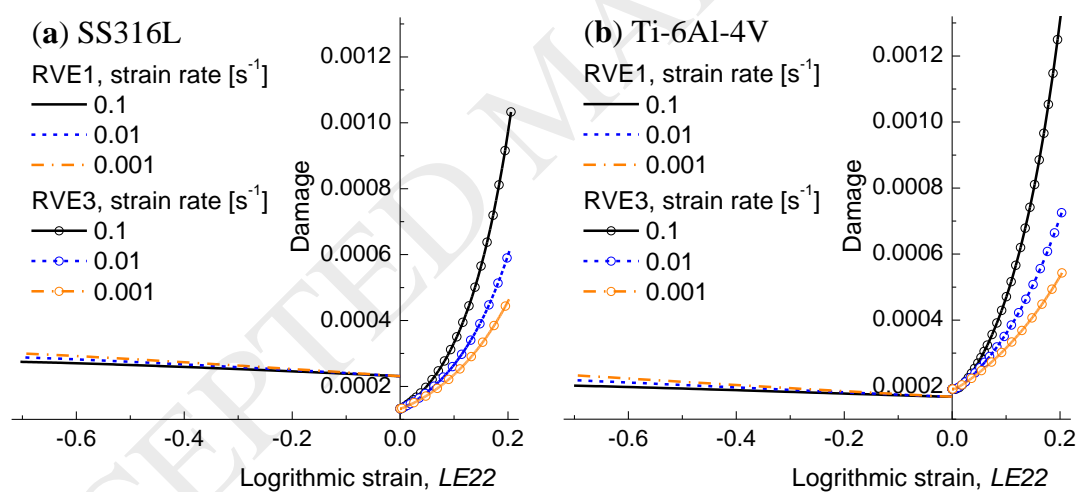 (a) SS316L
RVE1, strain rate [s⁻¹]
0.1
0.01
0.001
RVE3, strain rate [s⁻¹]
0.1
0.01
0.001
Damage
0.0012
0.0010
0.0008
0.0006
0.0004
0.0002
-0.6 -0.4 -0.2 0.0 0.2
Logrithmic strain, LE22
(b) Ti-6Al-4V
RVE1, strain rate [s⁻¹]
0.1
0.01
0.001
RVE3, strain rate [s⁻¹]
0.1
0.01
0.001
Damage
0.0012
0.0010
0.0008
0.0006
0.0004
0.0002
-0.6 -0.4 -0.2 0.0 0.2
Logrithmic strain, LE22
CEPTED MA